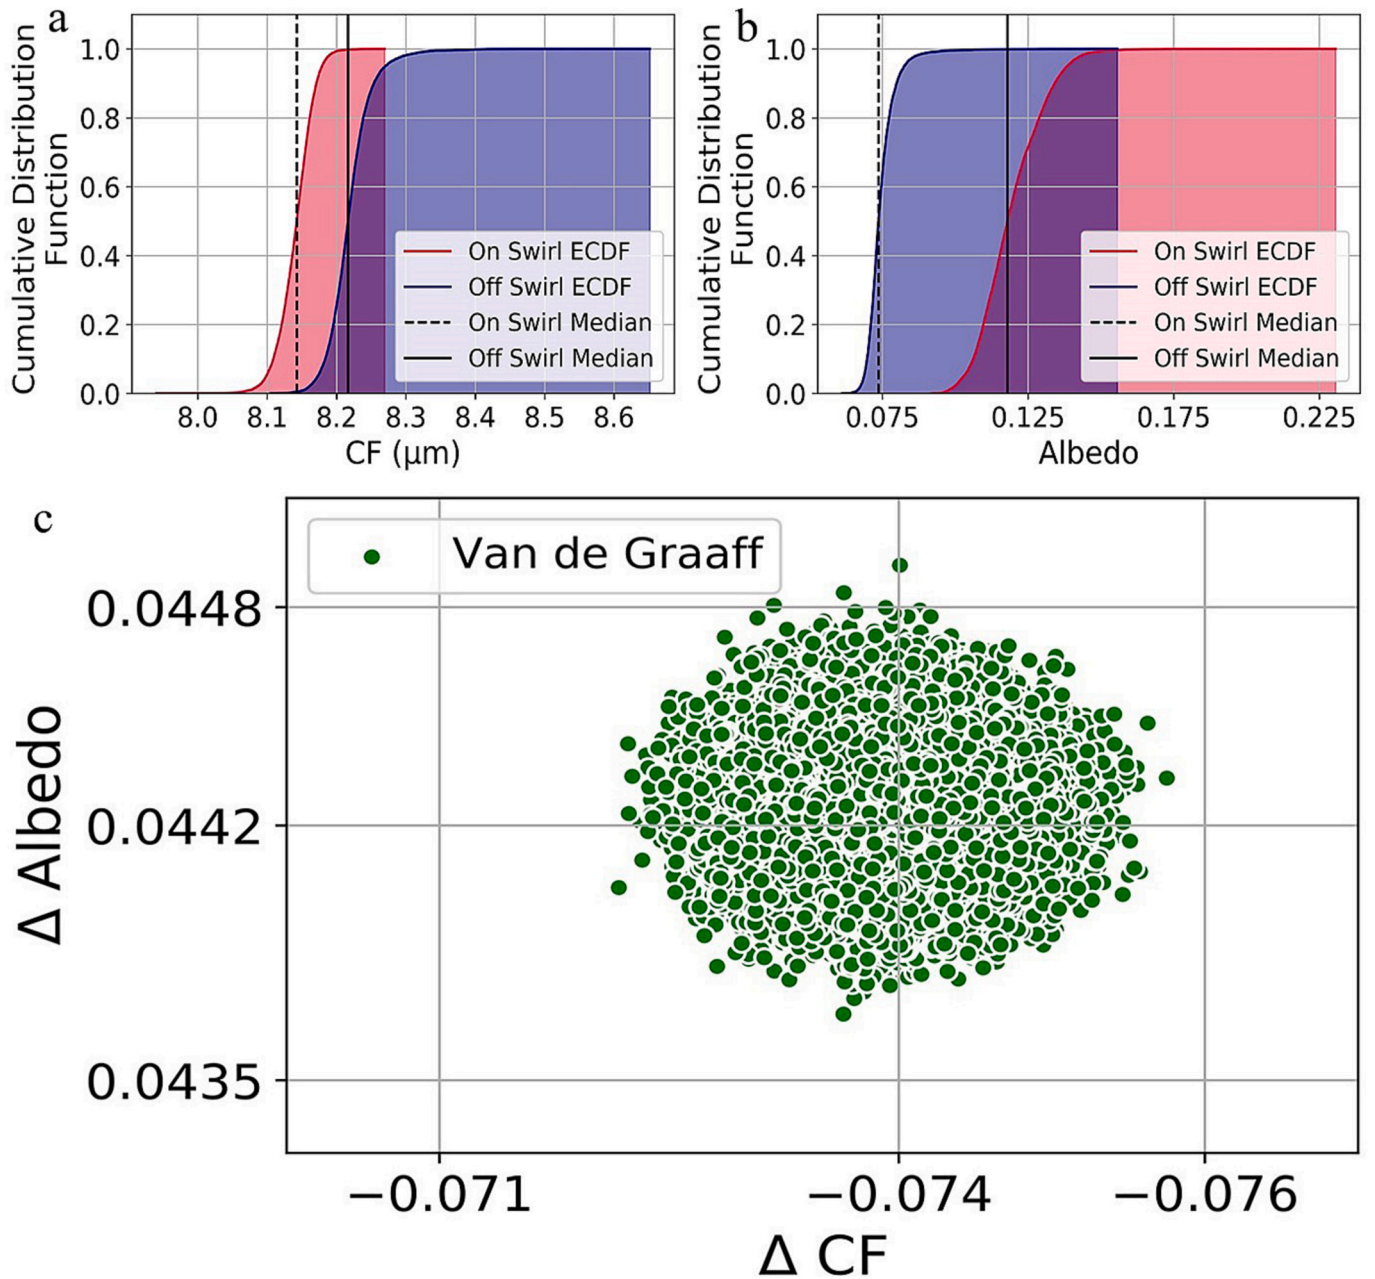 a
Cumulative Distribution
Function
1.0
0.8
0.6
0.4
0.2
0.0
On Swirl ECDF
Off Swirl ECDF
On Swirl Median
Off Swirl Median
8.0 8.1 8.2 8.3 8.4 8.5 8.6
CF (μm)
b
Cumulative Distribution
Function
1.0
0.8
0.6
0.4
0.2
0.0
On Swirl ECDF
Off Swirl ECDF
On Swirl Median
Off Swirl Median
0.075 0.125 0.175 0.225
Albedo
c
Van de Graaff
Δ Albedo
0.0448
0.0442
0.0435
−0.071 −0.074 −0.076
Δ CF